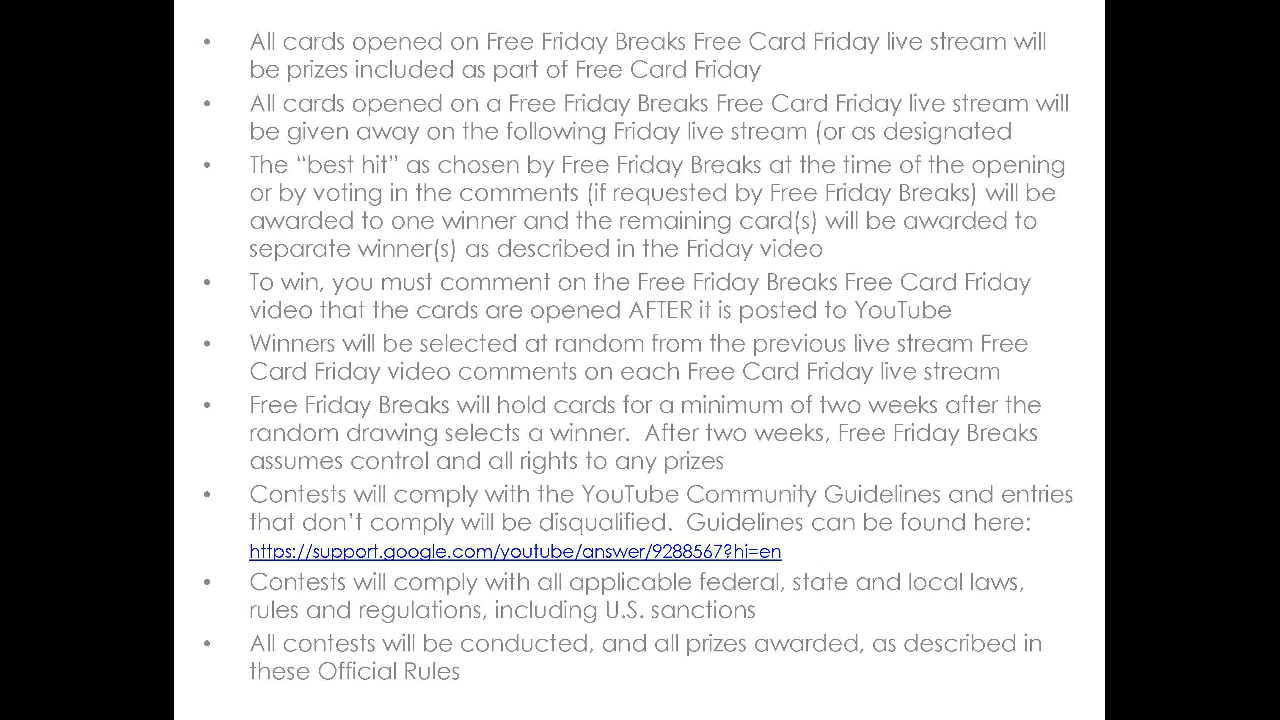 • All cards opened on Free Friday Breaks Free Card Friday live stream will
be prizes included as part of Free Card Friday
• All cards opened on a Free Friday Breaks Free Card Friday live stream will
be given away on the following Friday live stream (or as designated
• The “best hit” as chosen by Free Friday Breaks at the time of the opening
or by voting in the comments (if requested by Free Friday Breaks) will be
awarded to one winner and the remaining card(s) will be awarded to
separate winner(s) as described in the Friday video
• To win, you must comment on the Free Friday Breaks Free Card Friday
video that the cards are opened AFTER it is posted to YouTube
• Winners will be selected at random from the previous live stream Free
Card Friday video comments on each Free Card Friday live stream
• Free Friday Breaks will hold cards for a minimum of two weeks after the
random drawing selects a winner.  After two weeks, Free Friday Breaks
assumes control and all rights to any prizes
• Contests will comply with the YouTube Community Guidelines and entries
that don’t comply will be disqualified.  Guidelines can be found here:
https://support.google.com/youtube/answer/9288567?hl=en
• Contests will comply with all applicable federal, state and local laws,
rules and regulations, including U.S. sanctions
• All contests will be conducted, and all prizes awarded, as described in
these Official Rules